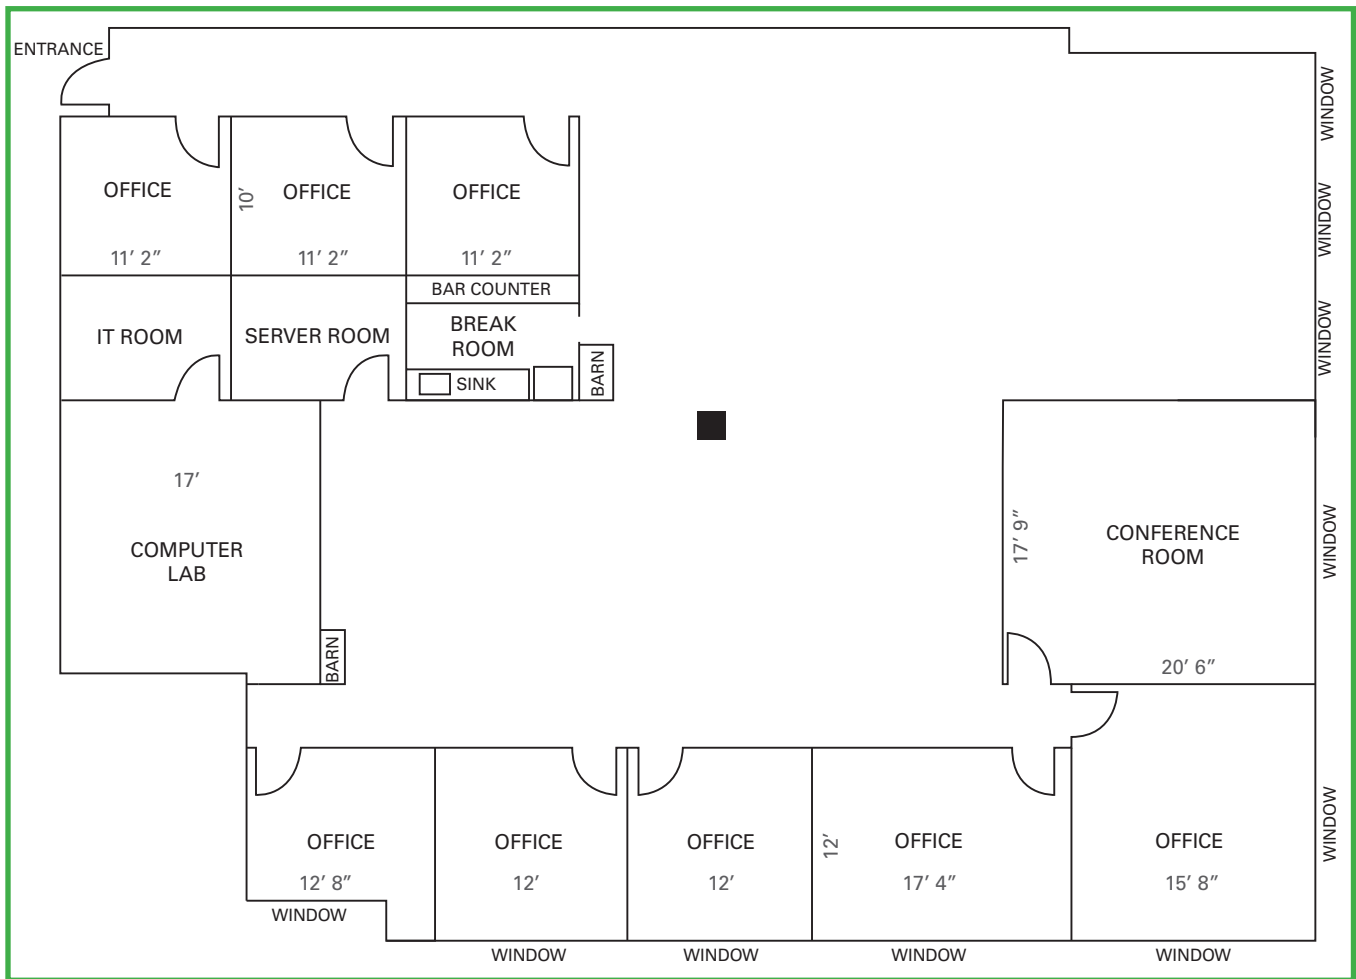 ENTRANCE
WINDOW
OFFICE
10′
OFFICE
OFFICE
WINDOW
11′ 2″
11′ 2″
11′ 2″
BAR COUNTER
IT ROOM
SERVER ROOM
BREAK
ROOM
WINDOW
SINK
BARN
17′
COMPUTER
LAB
17′ 9″
CONFERENCE
ROOM
WINDOW
BARN
20′ 6″
OFFICE
OFFICE
OFFICE
12′
OFFICE
OFFICE
WINDOW
12′ 8″
12′
12′
17′ 4″
15′ 8″
WINDOW
WINDOW
WINDOW
WINDOW
WINDOW